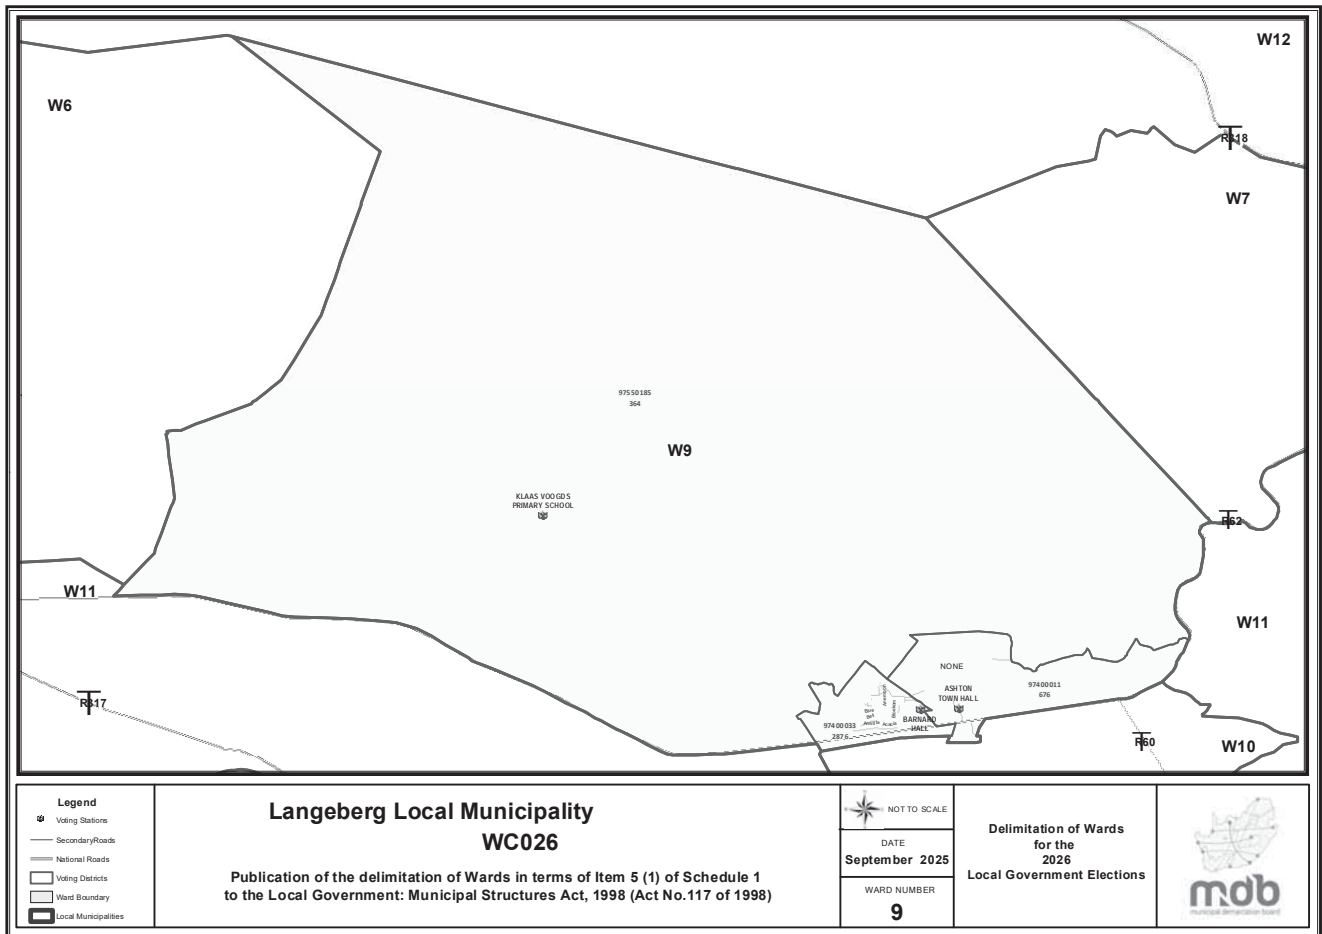 W12
W6
R318
W7
97550185
364
W9
KLAAS VOOGDS
PRIMARY SCHOOL
R62
W11
W11
NONE
ASHTON
TOWN HALL
97400011
676
R317
BARNARD
HALL
97400033
2876
Acacia
R60
W10
Legend
Voting Stations
SecondaryRoads
National Roads
Voting Districts
Ward Boundary
Local Municipalities
Langeberg Local Municipality
WC026
Publication of the delimitation of Wards in terms of Item 5 (1) of Schedule 1
to the Local Government: Municipal Structures Act, 1998 (Act No.117 of 1998)
NOT TO SCALE
DATE
September 2025
WARD NUMBER
9
Delimitation of Wards
for the
2026
Local Government Elections
mdb
municipal demarcation board